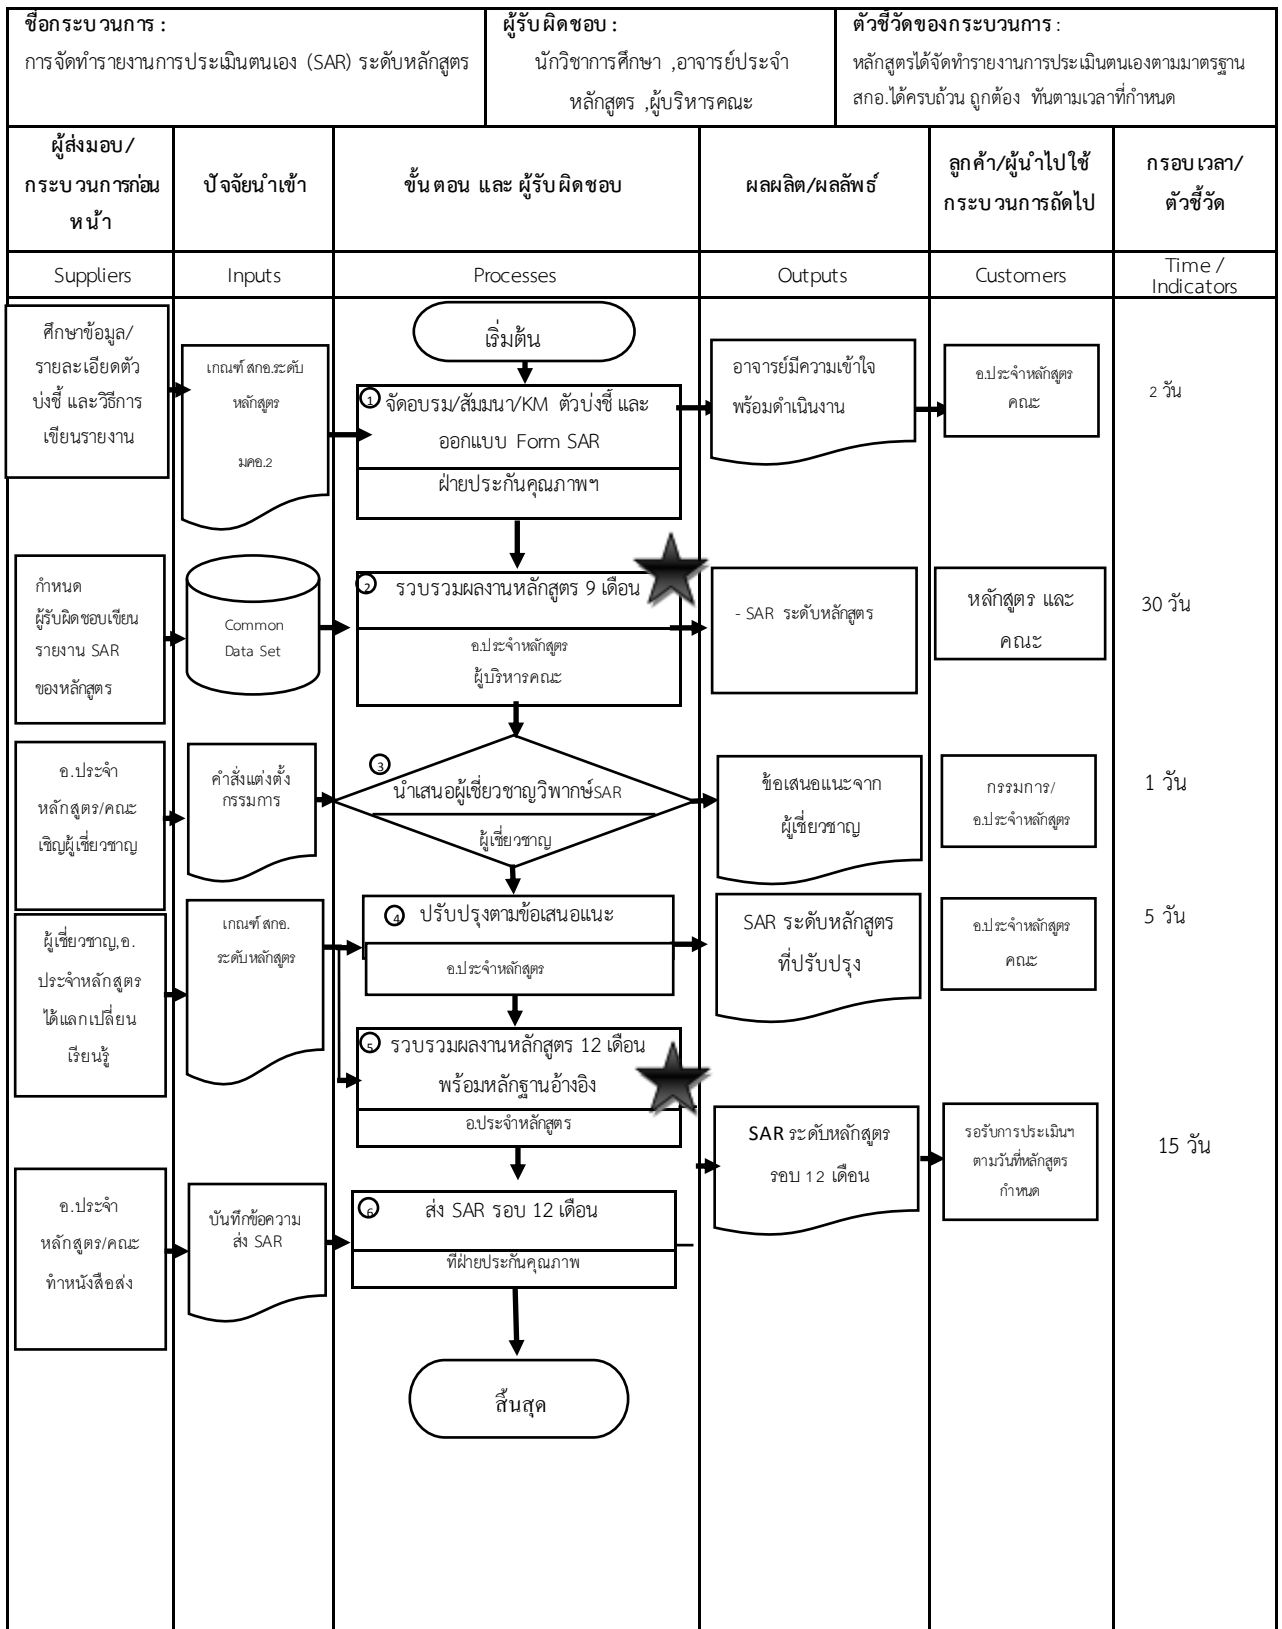 ชื่อกระบวนการ :
การจัดทำรายงานการประเมินตนเอง (SAR) ระดับหลักสูตร
ผู้รับผิดชอบ :
นักวิชาการศึกษา ,อาจารย์ประจำ
หลักสูตร ,ผู้บริหารคณะ
ตัวชี้วัดของกระบวนการ :
หลักสูตรได้จัดทำรายงานการประเมินตนเองตามมาตรฐาน
สกอ.ได้ครบถ้วน ถูกต้อง ทันตามเวลาที่กำหนด
ผู้ส่งมอบ/
กระบวนการก่อน
หน้า
ปัจจัยนำเข้า
ขั้นตอน และ ผู้รับผิดชอบ
ผลผลิต/ผลลัพธ์
ลูกค้า/ผู้นำไปใช้
กระบวนการถัดไป
กรอบเวลา/
ตัวชี้วัด
Suppliers
Inputs
Processes
Outputs
Customers
Time /
Indicators
เริ่มต้น
ศึกษาข้อมูล/
รายละเอียดตัว
บ่งชี้ และวิธีการ
เขียนรายงาน
เกณฑ์ สกอ.ระดับ
หลักสูตร
มคอ.2
1 จัดอบรม/สัมมนา/KM ตัวบ่งชี้ และ
ออกแบบ Form SAR
ฝ่ายประกันคุณภาพฯ
อาจารย์มีความเข้าใจ
พร้อมดำเนินงาน
อ.ประจำหลักสูตร
คณะ
2 วัน
กำหนด
ผู้รับผิดชอบเขียน
รายงาน SAR
ของหลักสูตร
Common
Data Set
2 รวบรวมผลงานหลักสูตร 9 เดือน
อ.ประจำหลักสูตร
ผู้บริหารคณะ
- SAR ระดับหลักสูตร
หลักสูตร และ
คณะ
30 วัน
อ.ประจำ
หลักสูตร/คณะ
เชิญผู้เชี่ยวชาญ
คำสั่งแต่งตั้ง
กรรมการ
3
นำเสนอผู้เชี่ยวชาญวิพากษ์SAR
ผู้เชี่ยวชาญ
ข้อเสนอแนะจาก
ผู้เชี่ยวชาญ
กรรมการ/
อ.ประจำหลักสูตร
1 วัน
ผู้เชี่ยวชาญ,อ.
ประจำหลักสูตร
ได้แลกเปลี่ยน
เรียนรู้
เกณฑ์ สกอ.
ระดับหลักสูตร
4 ปรับปรุงตามข้อเสนอแนะ
อ.ประจำหลักสูตร
SAR ระดับหลักสูตร
ที่ปรับปรุง
อ.ประจำหลักสูตร
คณะ
5 วัน
5 รวบรวมผลงานหลักสูตร 12 เดือน
พร้อมหลักฐานอ้างอิง
อ.ประจำหลักสูตร
SAR ระดับหลักสูตร
รอบ 12 เดือน
รอรับการประเมินฯ
ตามวันที่หลักสูตร
กำหนด
15 วัน
อ.ประจำ
หลักสูตร/คณะ
ทำหนังสือส่ง
บันทึกข้อความ
ส่ง SAR
6 ส่ง SAR รอบ 12 เดือน
ที่ฝ่ายประกันคุณภาพ
สิ้นสุด